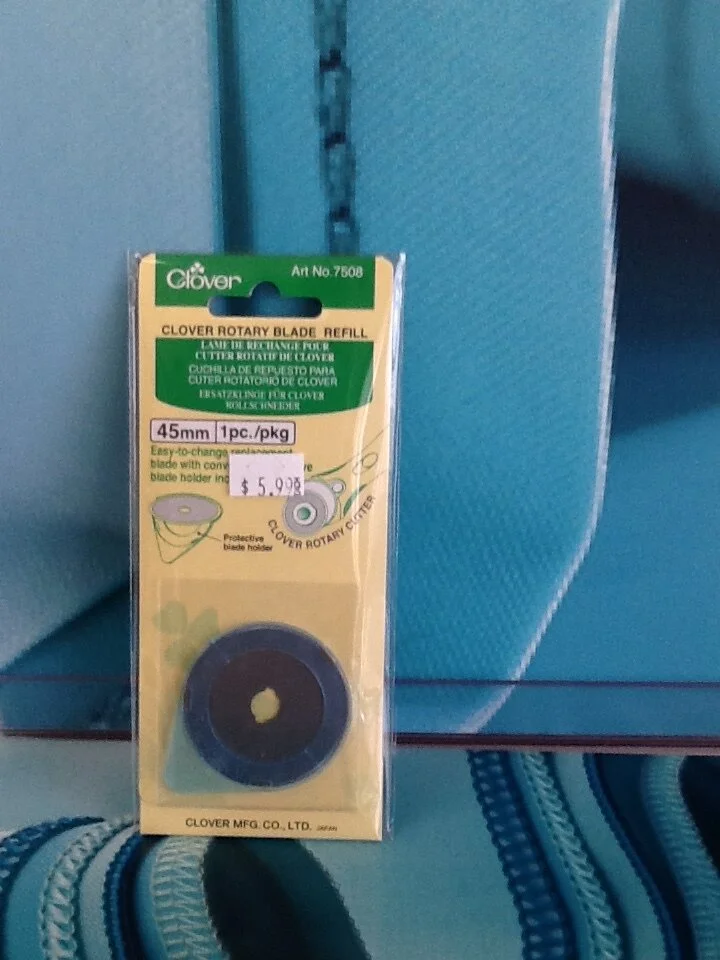 Clover
Art No.7508
CLOVER ROTARY BLADE REFILL
LAME DE RECHANGE POUR
CUTTER ROTATIF DE CLOVER
CUCHILLA DE REPUESTO PARA
CUTER ROTATORIO DE CLOVER
ERSATZKLINGE FÜR CLOVER
ROLLSCHNEIDER
45mm 1pc./pkg
Easy-to-change replacement
blade with
blade holder
$ 5.99
CLOVER ROTARY CUTTER
Protective
blade holder
CLOVER MFG. CO., LTD. JAPAN